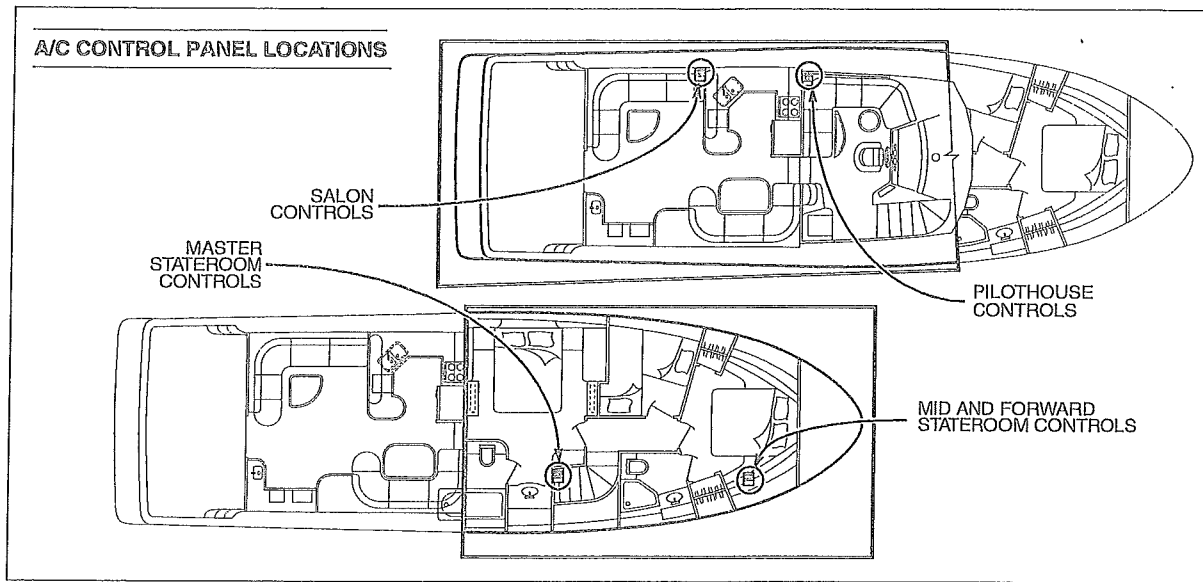 A/C CONTROL PANEL LOCATIONS
SALON
CONTROLS
MASTER
STATEROOM
CONTROLS
PILOTHOUSE
CONTROLS
MID AND FORWARD
STATEROOM CONTROLS